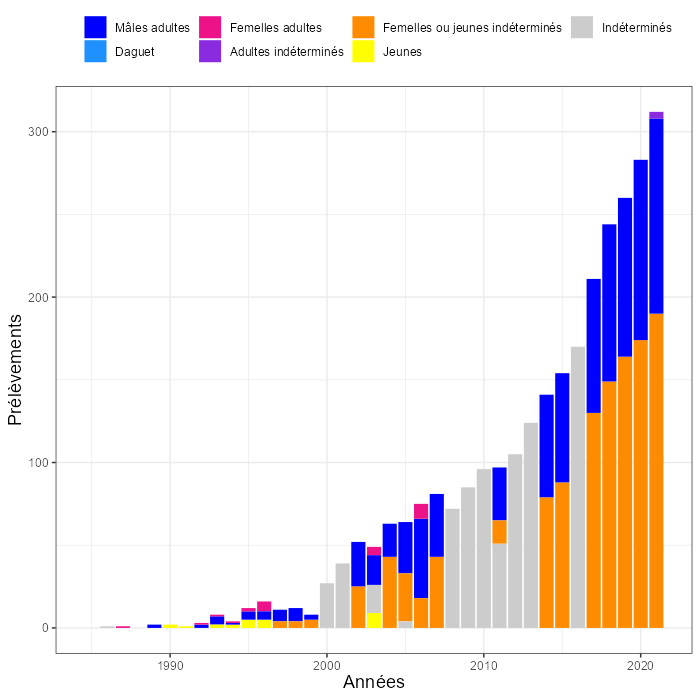 Mâles adultes Femelles adultes Femelles ou jeunes indéterminés Indéterminés
Daguet Adultes indéterminés Jeunes
300
200
100
0
Prélèvements
1990 2000 2010 2020
Années